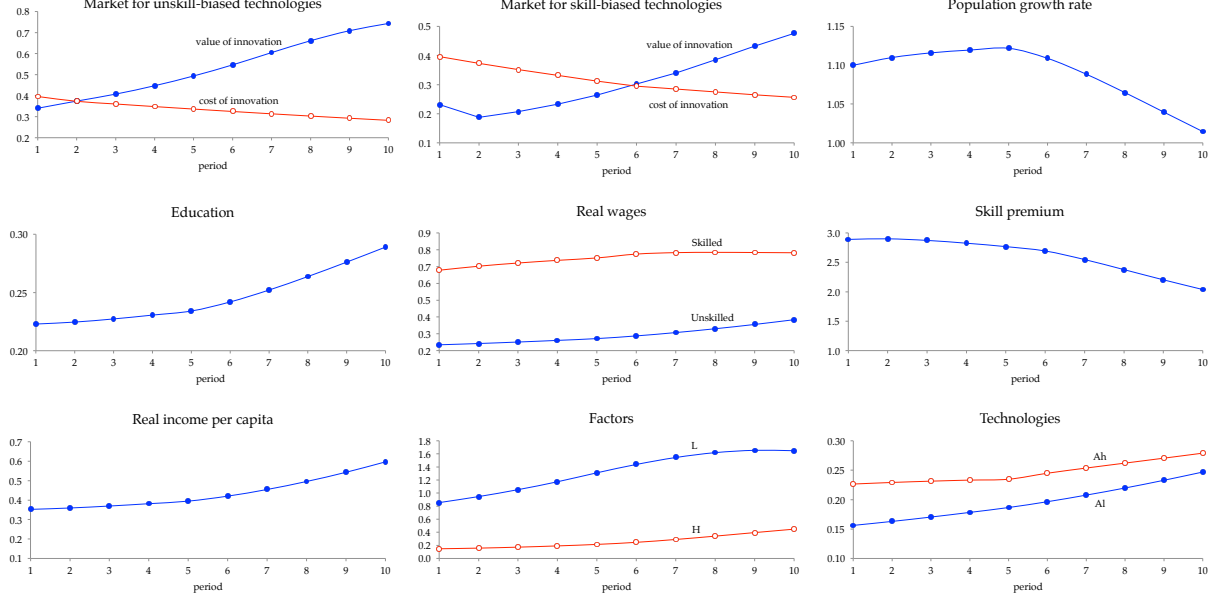 Market for unskill-biased technologies
0.8
0.7
0.6
0.5
0.4
0.3
0.2
value of innovation
cost of innovation
1 2 3 4 5 6 7 8 9 10
period
Market for skill-biased technologies
0.5
0.4
0.3
0.2
0.1
value of innovation
cost of innovation
1 2 3 4 5 6 7 8 9 10
period
Population growth rate
1.15
1.10
1.05
1.00
1 2 3 4 5 6 7 8 9 10
period
Education
0.30
0.25
0.20
1 2 3 4 5 6 7 8 9 10
period
Real wages
0.9
0.8
0.7
0.6
0.5
0.4
0.3
0.2
Skilled
Unskilled
1 2 3 4 5 6 7 8 9 10
period
Skill premium
3.0
2.0
1.0
1 2 3 4 5 6 7 8 9 10
period
Real income per capita
0.7
0.6
0.5
0.4
0.3
0.2
0.1
1 2 3 4 5 6 7 8 9 10
period
Factors
1.8
1.6
1.4
1.2
1.0
0.8
0.6
0.4
0.2
0.0
L
H
1 2 3 4 5 6 7 8 9 10
period
Technologies
0.30
0.25
0.20
0.15
0.10
Ah
Al
1 2 3 4 5 6 7 8 9 10
period